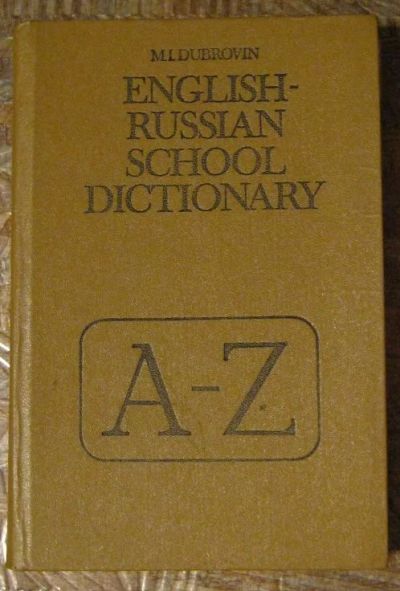 M.I.DUBROVIN
ENGLISH-
RUSSIAN
SCHOOL
DICTIONARY
A-Z